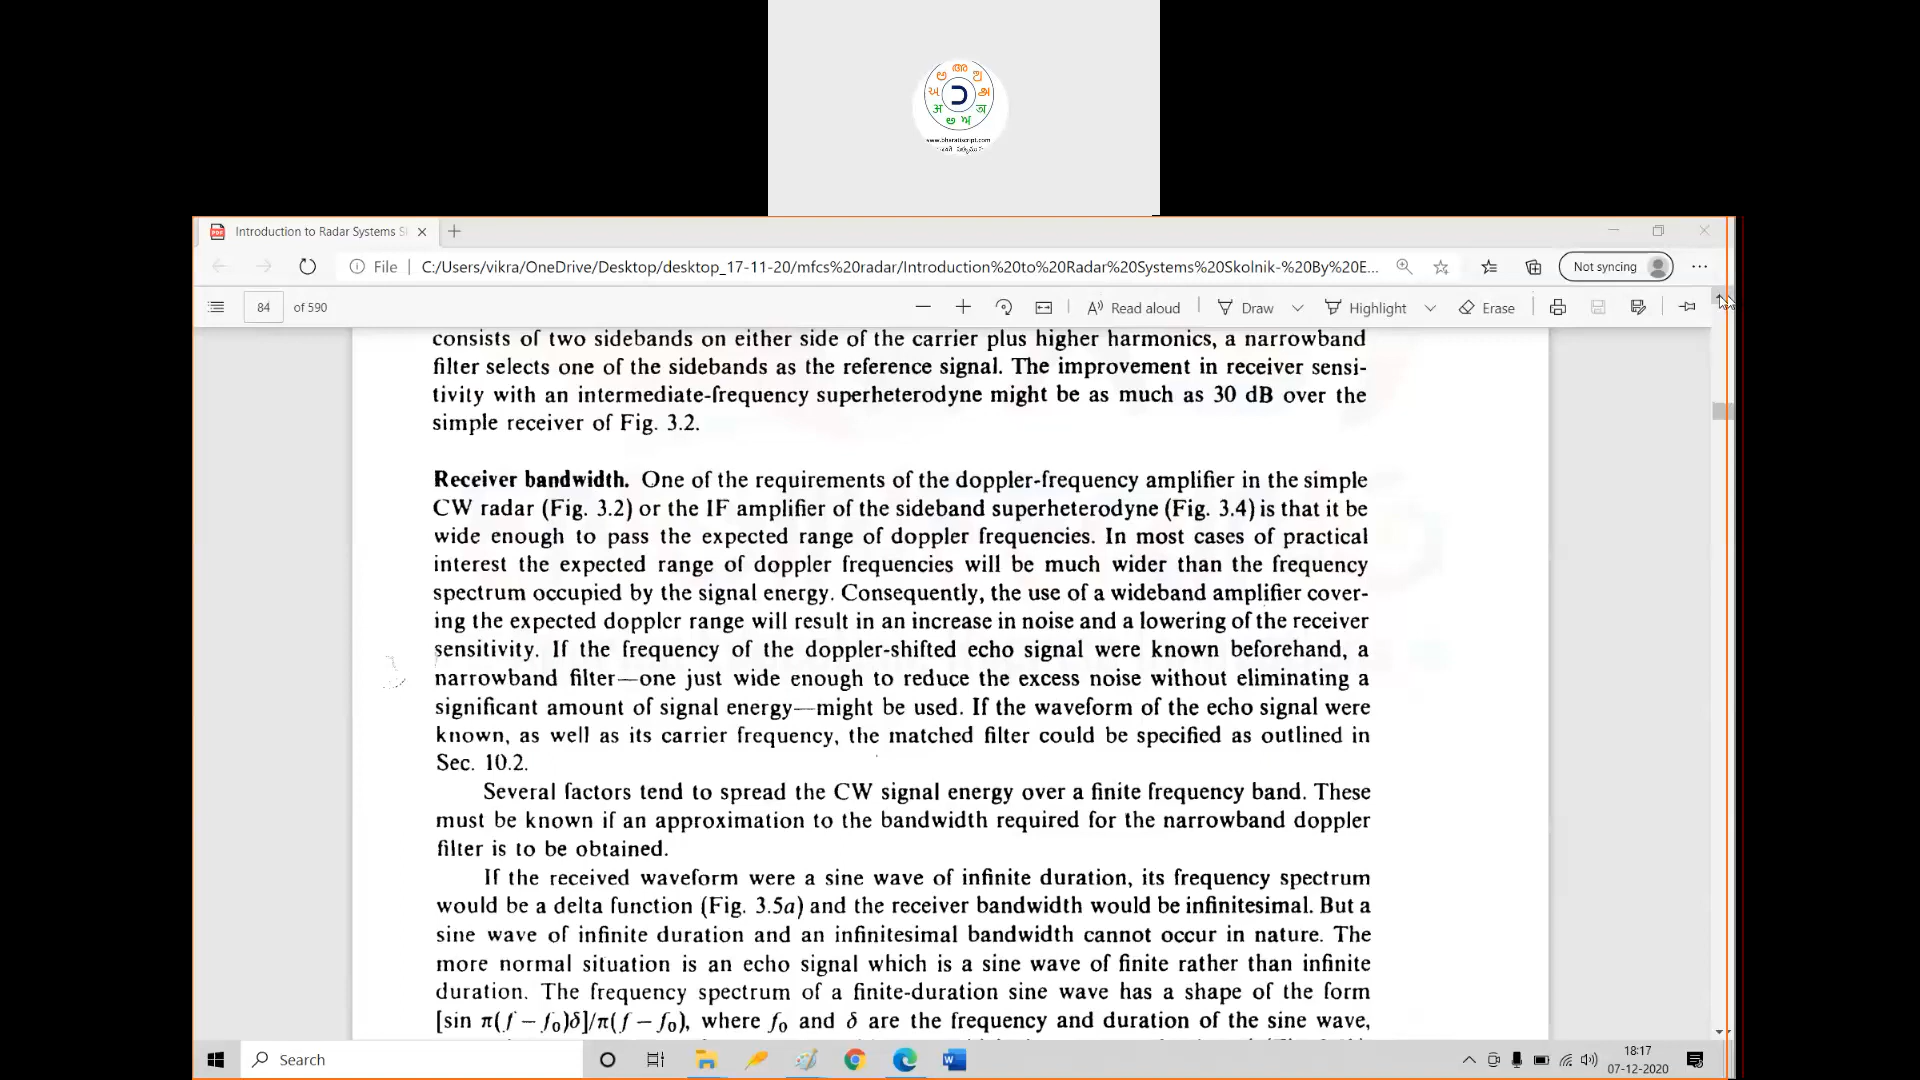 అ అ ఴ
અ અ
अ অ
ಅ ਅ
www.bharatiscript.com
Introduction to Radar Systems S
File C:/Users/vikra/OneDrive/Desktop/desktop_17-11-20/mfcs%20radar/Introduction%20to%20Radar%20Systems%20Skolnik-%20By%20E... Not syncing
84 of 590 Read aloud Draw Highlight Erase
consists of two sidebands on either side of the carrier plus higher harmonics, a narrowband
filter selects one of the sidebands as the reference signal. The improvement in receiver sensi-
tivity with an intermediate-frequency superheterodyne might be as much as 30 dB over the
simple receiver of Fig. 3.2.
Receiver bandwidth. One of the requirements of the doppler-frequency amplifier in the simple
CW radar (Fig. 3.2) or the IF amplifier of the sideband superheterodyne (Fig. 3.4) is that it be
wide enough to pass the expected range of doppler frequencies. In most cases of practical
interest the expected range of doppler frequencies will be much wider than the frequency
spectrum occupied by the signal energy. Consequently, the use of a wideband amplifier cover-
ing the expected doppler range will result in an increase in noise and a lowering of the receiver
sensitivity. If the frequency of the doppler-shifted echo signal were known beforehand, a
narrowband filter—one just wide enough to reduce the excess noise without eliminating a
significant amount of signal energy—might be used. If the waveform of the echo signal were
known, as well as its carrier frequency, the matched filter could be specified as outlined in
Sec. 10.2.
Several factors tend to spread the CW signal energy over a finite frequency band. These
must be known if an approximation to the bandwidth required for the narrowband doppler
filter is to be obtained.
If the received waveform were a sine wave of infinite duration, its frequency spectrum
would be a delta function (Fig. 3.5a) and the receiver bandwidth would be infinitesimal. But a
sine wave of infinite duration and an infinitesimal bandwidth cannot occur in nature. The
more normal situation is an echo signal which is a sine wave of finite rather than infinite
duration. The frequency spectrum of a finite-duration sine wave has a shape of the form
[sin π(f − f₀)δ]/π(f − f₀), where f₀ and δ are the frequency and duration of the sine wave,
Search
18:17
07-12-2020